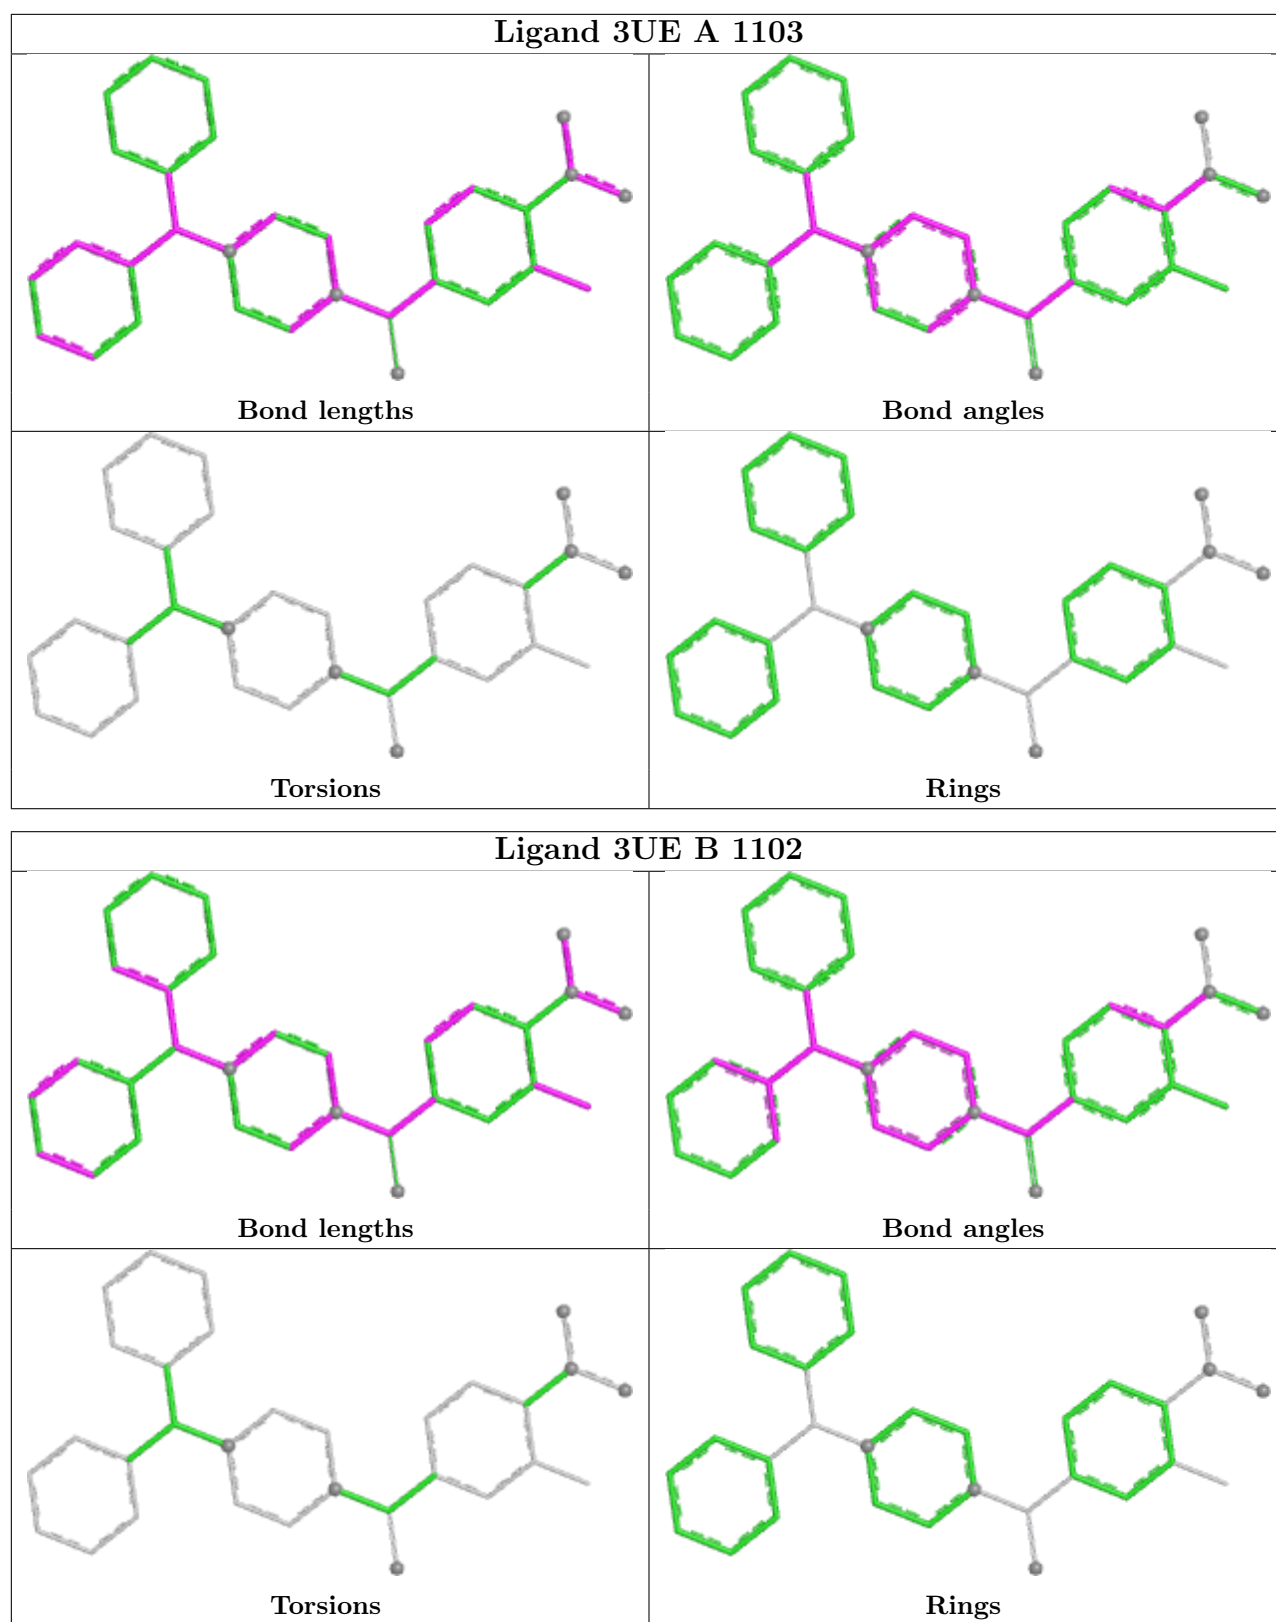 Ligand 3UE A 1103
Bond lengths
Bond angles
Torsions
Rings
Ligand 3UE B 1102
Bond lengths
Bond angles
Torsions
Rings